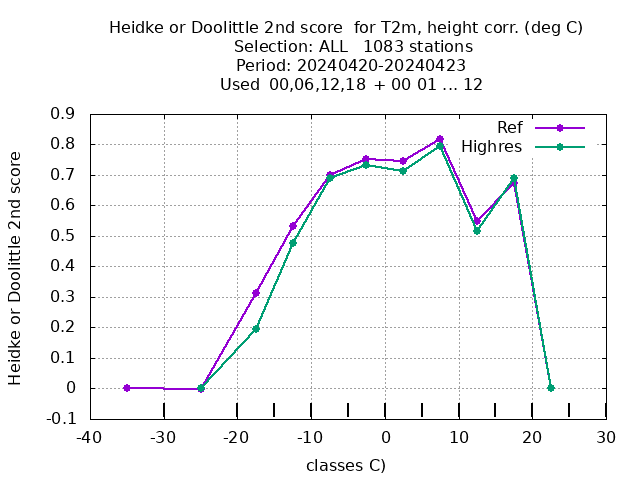 Heidke or Doolittle 2nd score  for T2m, height corr. (deg C)
Selection: ALL   1083 stations
Period: 20240420-20240423
Used  00,06,12,18  + 00 01 ... 12
Ref
Highres
Heidke or Doolittle 2nd score
0.9
0.8
0.7
0.6
0.5
0.4
0.3
0.2
0.1
0
-0.1
-40 -30 -20 -10 0 10 20 30
classes C)